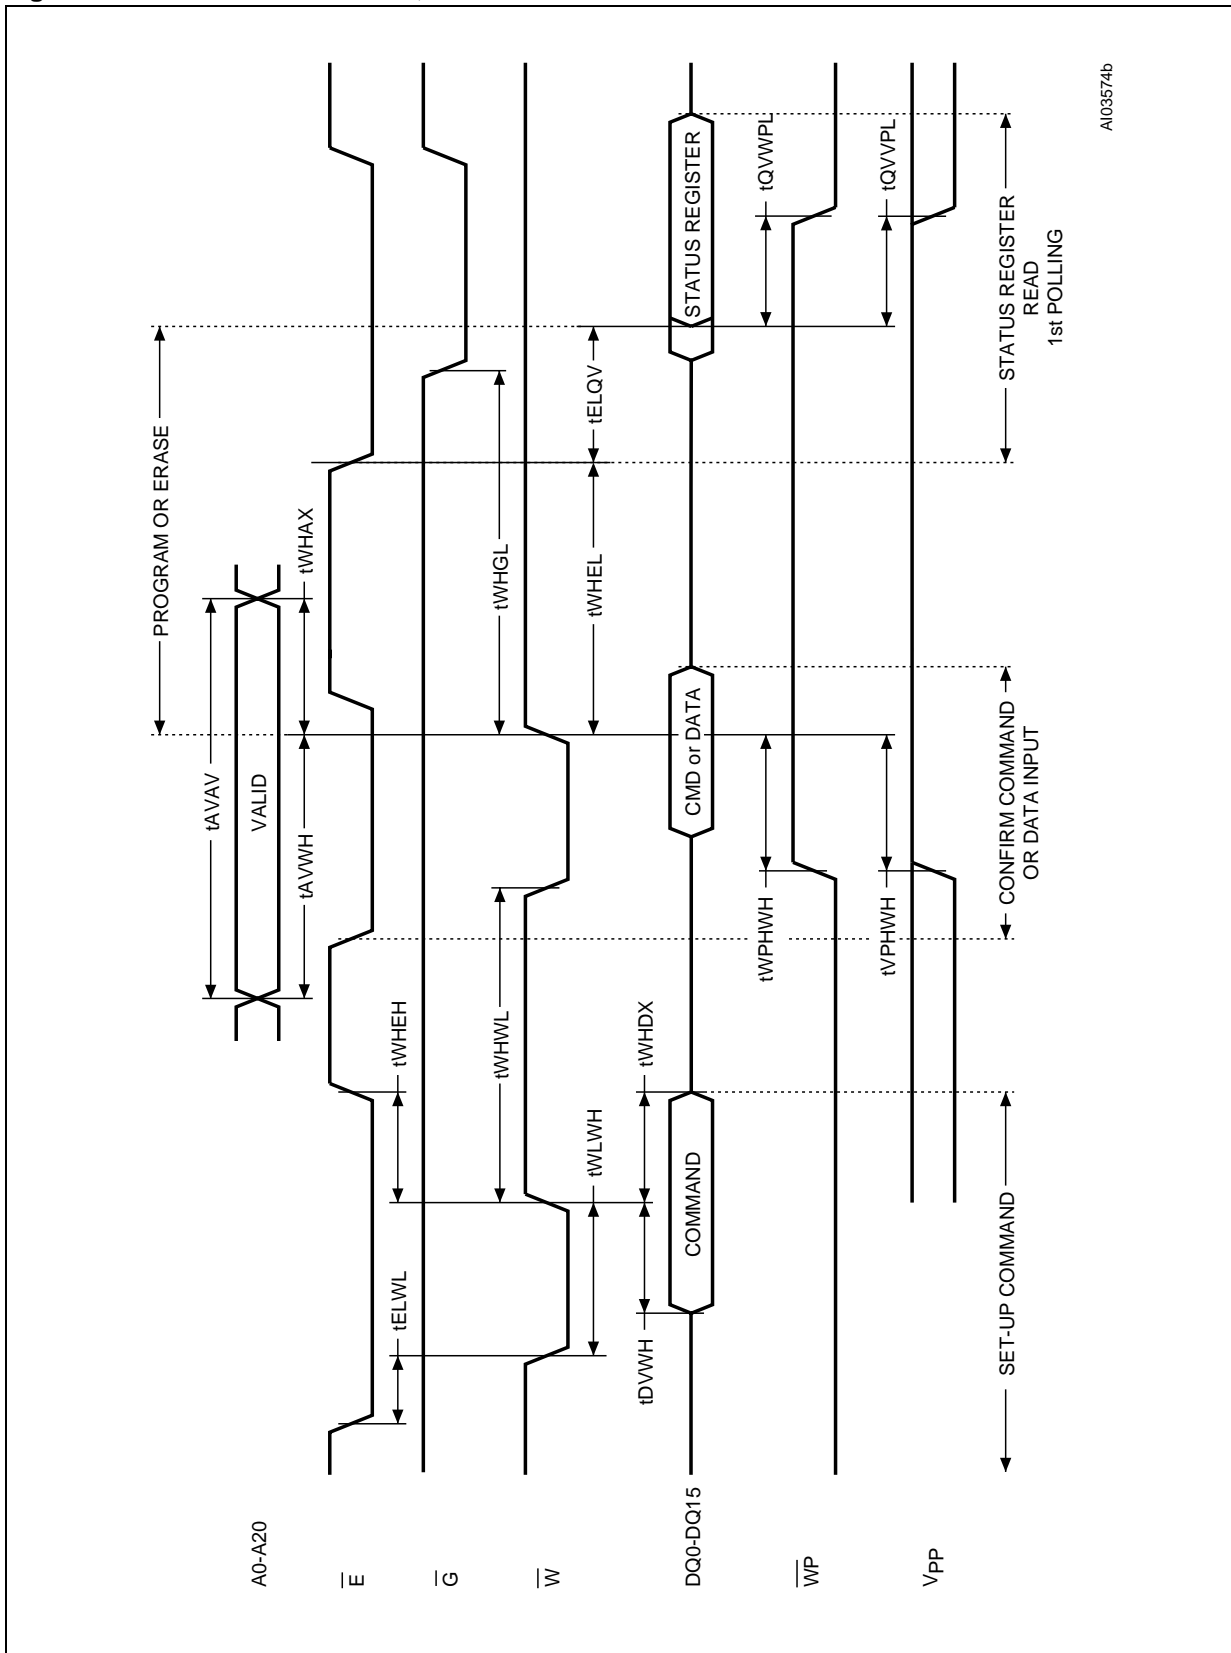 A0-A20
E
G
W
DQ0-DQ15
WP
VPP
tAVAV
VALID
tAVWH
tWHAX
PROGRAM OR ERASE
tELWL
tWHEH
tWHWL
tWHGL
tWLWH
tWHEL
tELQV
tDVWH
tWHDX
COMMAND
CMD or DATA
STATUS REGISTER
tWPHWH
tQVWPL
tVPHWH
tQVVPL
SET-UP COMMAND
CONFIRM COMMAND
OR DATA INPUT
STATUS REGISTER
READ
1st POLLING
AI03574b